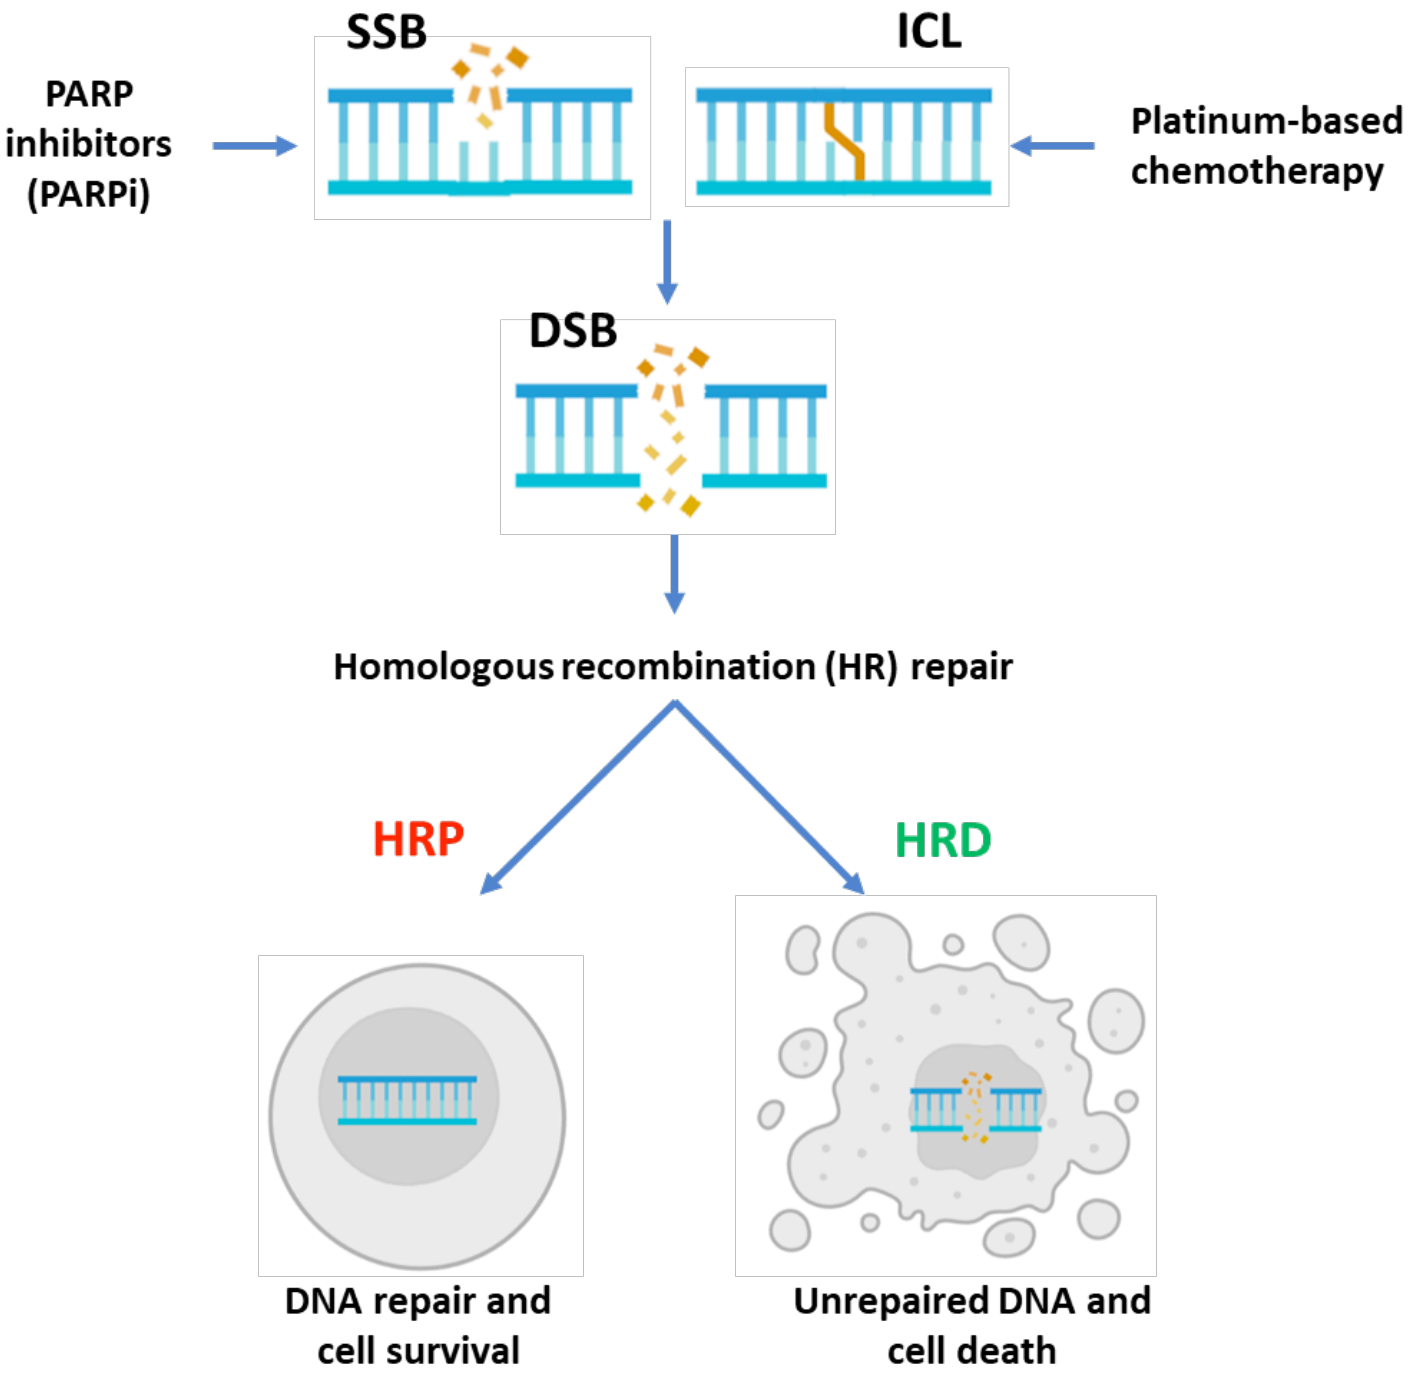 SSB
ICL
PARP
inhibitors
(PARPi)
Platinum-based
chemotherapy
DSB
Homologous recombination (HR) repair
HRP
HRD
DNA repair and
cell survival
Unrepaired DNA and
cell death